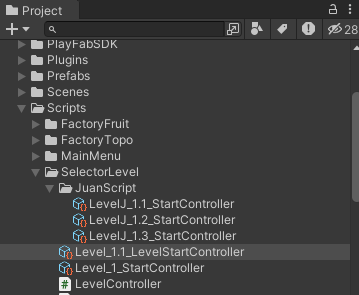 Project
28
PlayFabSDK
Plugins
Prefabs
Scenes
Scripts
FactoryFruit
FactoryTopo
MainMenu
SelectorLevel
JuanScript
LevelJ_1.1_StartController
LevelJ_1.2_StartController
LevelJ_1.3_StartController
Level_1.1_LevelStartController
Level_1_StartController
LevelController